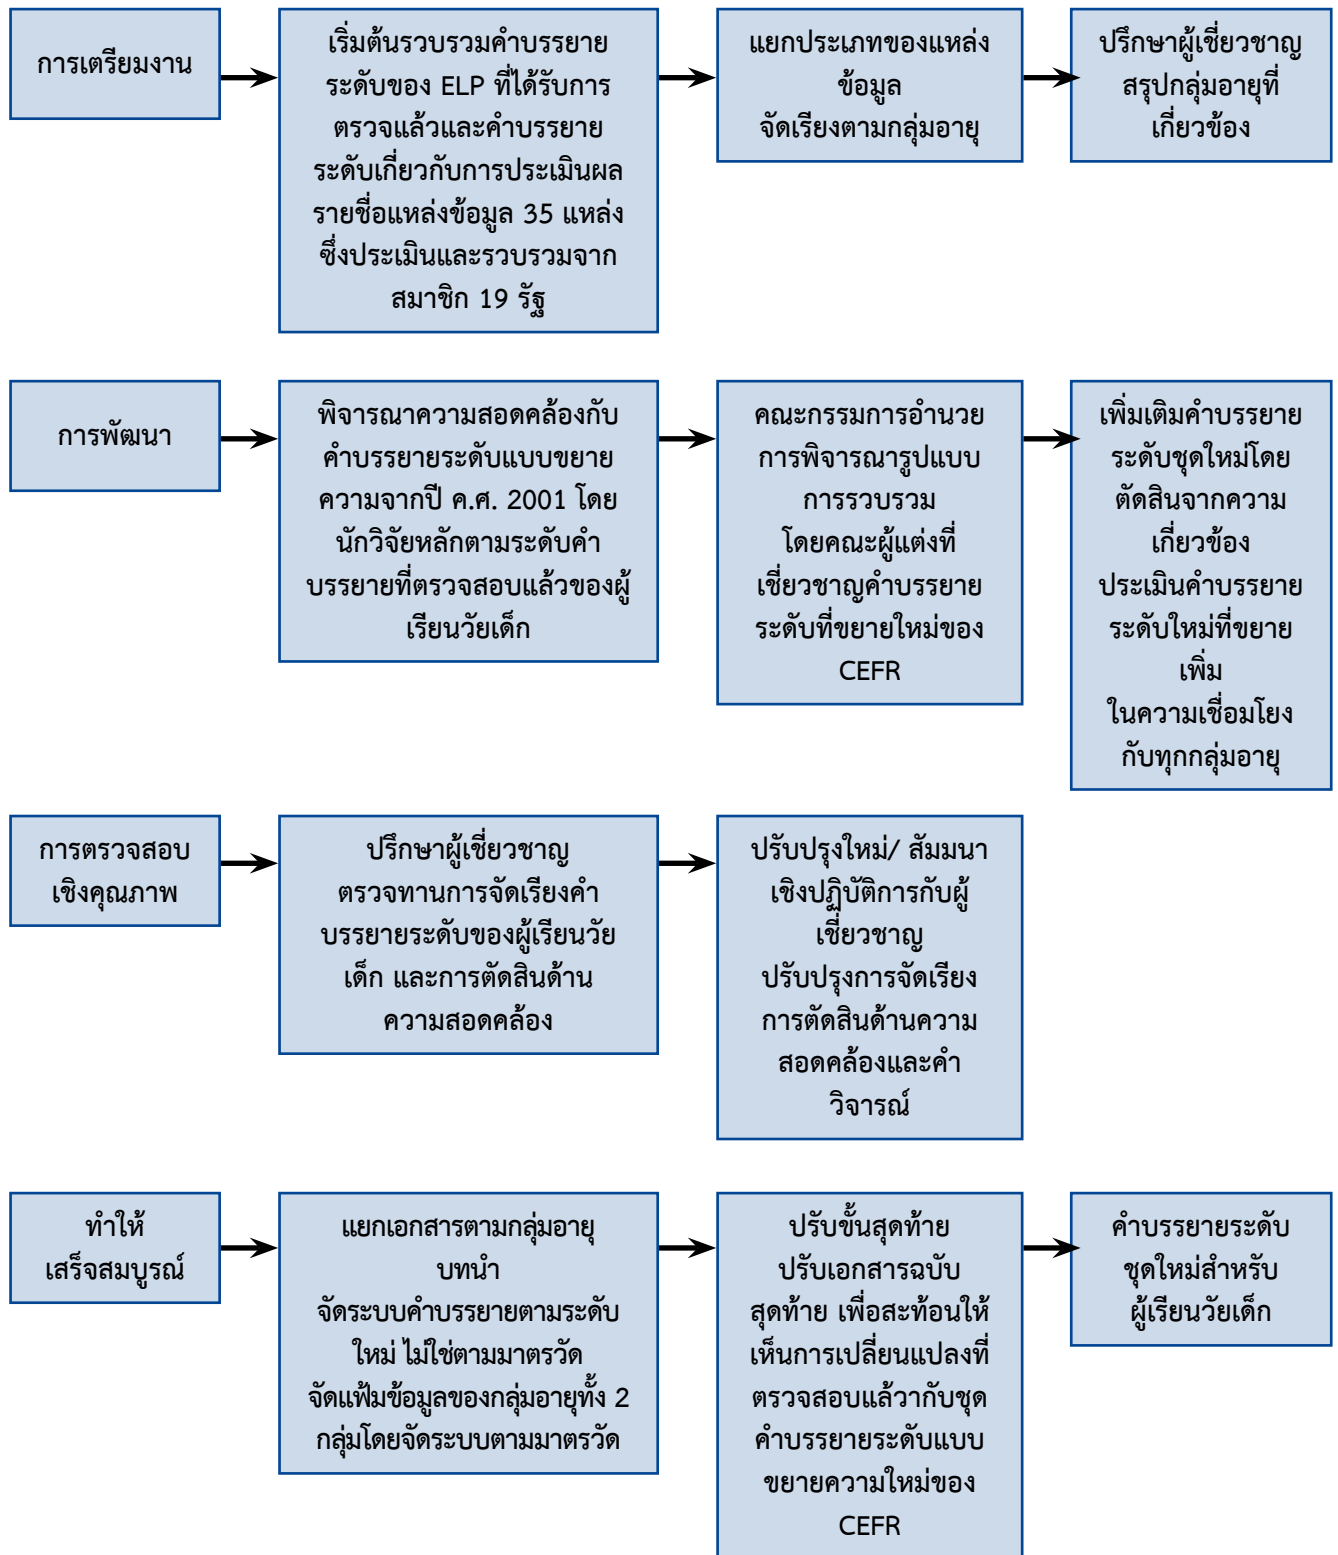 การเตรียมงาน
เริ่มต้นรวบรวมคำบรรยาย
ระดับของ ELP ที่ได้รับการ
ตรวจแล้วและคำบรรยาย
ระดับเกี่ยวกับการประเมินผล
รายชื่อแหล่งข้อมูล 35 แหล่ง
ซึ่งประเมินและรวบรวมจาก
สมาชิก 19 รัฐ
แยกประเภทของแหล่ง
ข้อมูล
จัดเรียงตามกลุ่มอายุ
ปรึกษาผู้เชี่ยวชาญ
สรุปกลุ่มอายุที่
เกี่ยวข้อง
การพัฒนา
พิจารณาความสอดคล้องกับ
คำบรรยายระดับแบบขยาย
ความจากปี ค.ศ. 2001 โดย
นักวิจัยหลักตามระดับคำ
บรรยายที่ตรวจสอบแล้วของผู้
เรียนวัยเด็ก
คณะกรรมการอำนวย
การพิจารณารูปแบบ
การรวบรวม
โดยคณะผู้แต่งที่
เชี่ยวชาญคำบรรยาย
ระดับที่ขยายใหม่ของ
CEFR
เพิ่มเติมคำบรรยาย
ระดับชุดใหม่โดย
ตัดสินจากความ
เกี่ยวข้อง
ประเมินคำบรรยาย
ระดับใหม่ที่ขยาย
เพิ่ม
ในความเชื่อมโยง
กับทุกกลุ่มอายุ
การตรวจสอบ
เชิงคุณภาพ
ปรึกษาผู้เชี่ยวชาญ
ตรวจทานการจัดเรียงคำ
บรรยายระดับของผู้เรียนวัย
เด็ก และการตัดสินด้าน
ความสอดคล้อง
ปรับปรุงใหม่/ สัมมนา
เชิงปฏิบัติการกับผู้
เชี่ยวชาญ
ปรับปรุงการจัดเรียง
การตัดสินด้านความ
สอดคล้องและคำ
วิจารณ์
ทำให้
เสร็จสมบูรณ์
แยกเอกสารตามกลุ่มอายุ
บทนำ
จัดระบบคำบรรยายตามระดับ
ใหม่ ไม่ใช่ตามมาตรวัด
จัดแฟ้มข้อมูลของกลุ่มอายุทั้ง 2
กลุ่มโดยจัดระบบตามมาตรวัด
ปรับขั้นสุดท้าย
ปรับเอกสารฉบับ
สุดท้าย เพื่อสะท้อนให้
เห็นการเปลี่ยนแปลงที่
ตรวจสอบแล้วากับชุด
คำบรรยายระดับแบบ
ขยายความใหม่ของ
CEFR
คำบรรยายระดับ
ชุดใหม่สำหรับ
ผู้เรียนวัยเด็ก